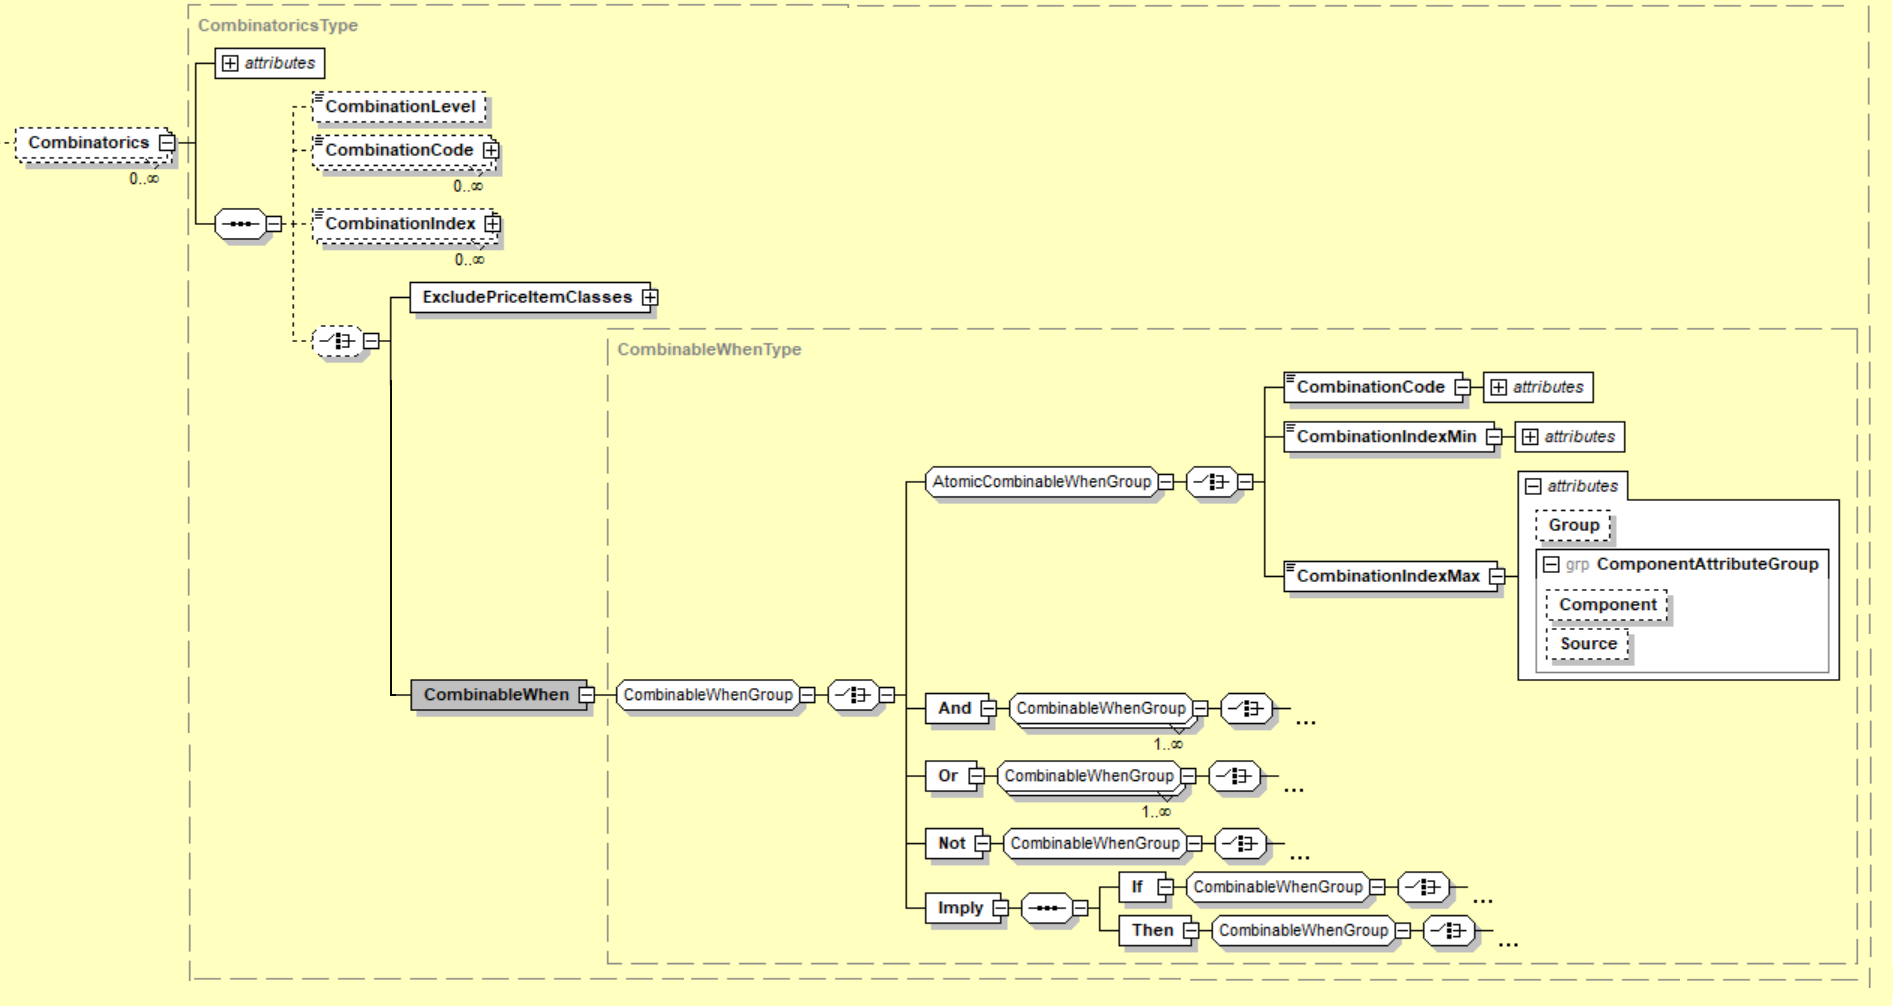 CombinatoricsType
attributes
CombinationLevel
Combinatorics
0..∞
CombinationCode
0..∞
CombinationIndex
0..∞
ExcludePriceItemClasses
CombinableWhenType
CombinationCode
attributes
CombinationIndexMin
attributes
AtomicCombinableWhenGroup
attributes
Group
grp ComponentAttributeGroup
CombinationIndexMax
Component
Source
CombinableWhen
CombinableWhenGroup
And
CombinableWhenGroup
...
1..∞
Or
CombinableWhenGroup
...
1..∞
Not
CombinableWhenGroup
...
Imply
If
CombinableWhenGroup
...
Then
CombinableWhenGroup
...